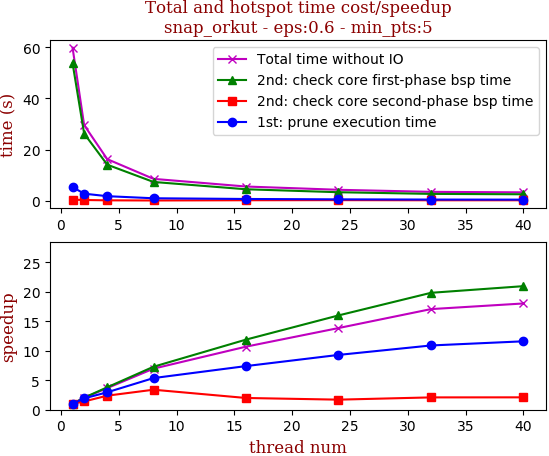 Total and hotspot time cost/speedup
snap_orkut - eps:0.6 - min_pts:5
Total time without IO
2nd: check core first-phase bsp time
2nd: check core second-phase bsp time
1st: prune execution time
time (s)
60
40
20
0
0 5 10 15 20 25 30 35 40
speedup
25
20
15
10
5
0
0 5 10 15 20 25 30 35 40
thread num